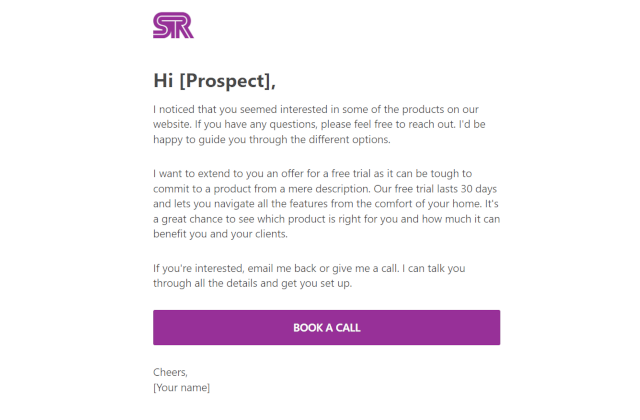 STR
Hi [Prospect],
I noticed that you seemed interested in some of the products on our
website. If you have any questions, please feel free to reach out. I'd be
happy to guide you through the different options.
I want to extend to you an offer for a free trial as it can be tough to
commit to a product from a mere description. Our free trial lasts 30 days
and lets you navigate all the features from the comfort of your home. It's
a great chance to see which product is right for you and how much it can
benefit you and your clients.
If you're interested, email me back or give me a call. I can talk you
through all the details and get you set up.
BOOK A CALL
Cheers,
[Your name]